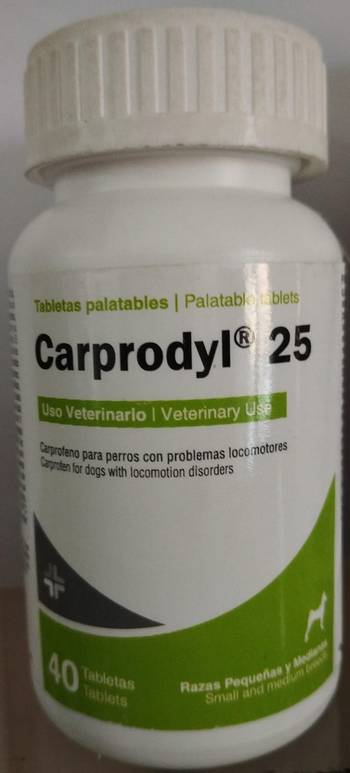 Tabletas palatables | Palatable tablets
Carprodyl® 25
Uso Veterinario | Veterinary Use
Carprofeno para perros con problemas locomotores
Carprofen for dogs with locomotion disorders
40 Tabletas
Tablets
Razas Pequeñas y Medianas
Small and medium breeds